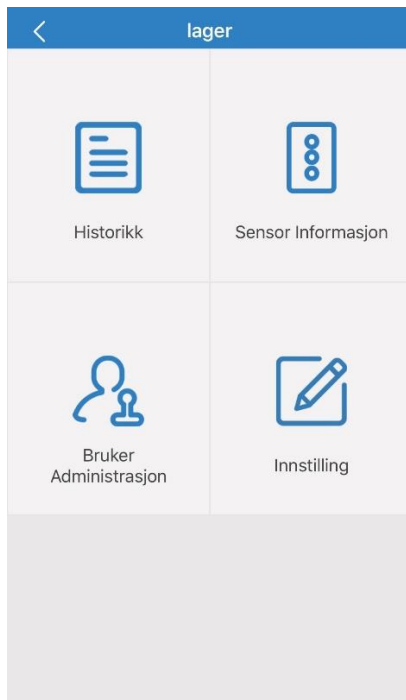 lager
Historikk
Sensor Informasjon
Bruker
Administrasjon
Innstilling